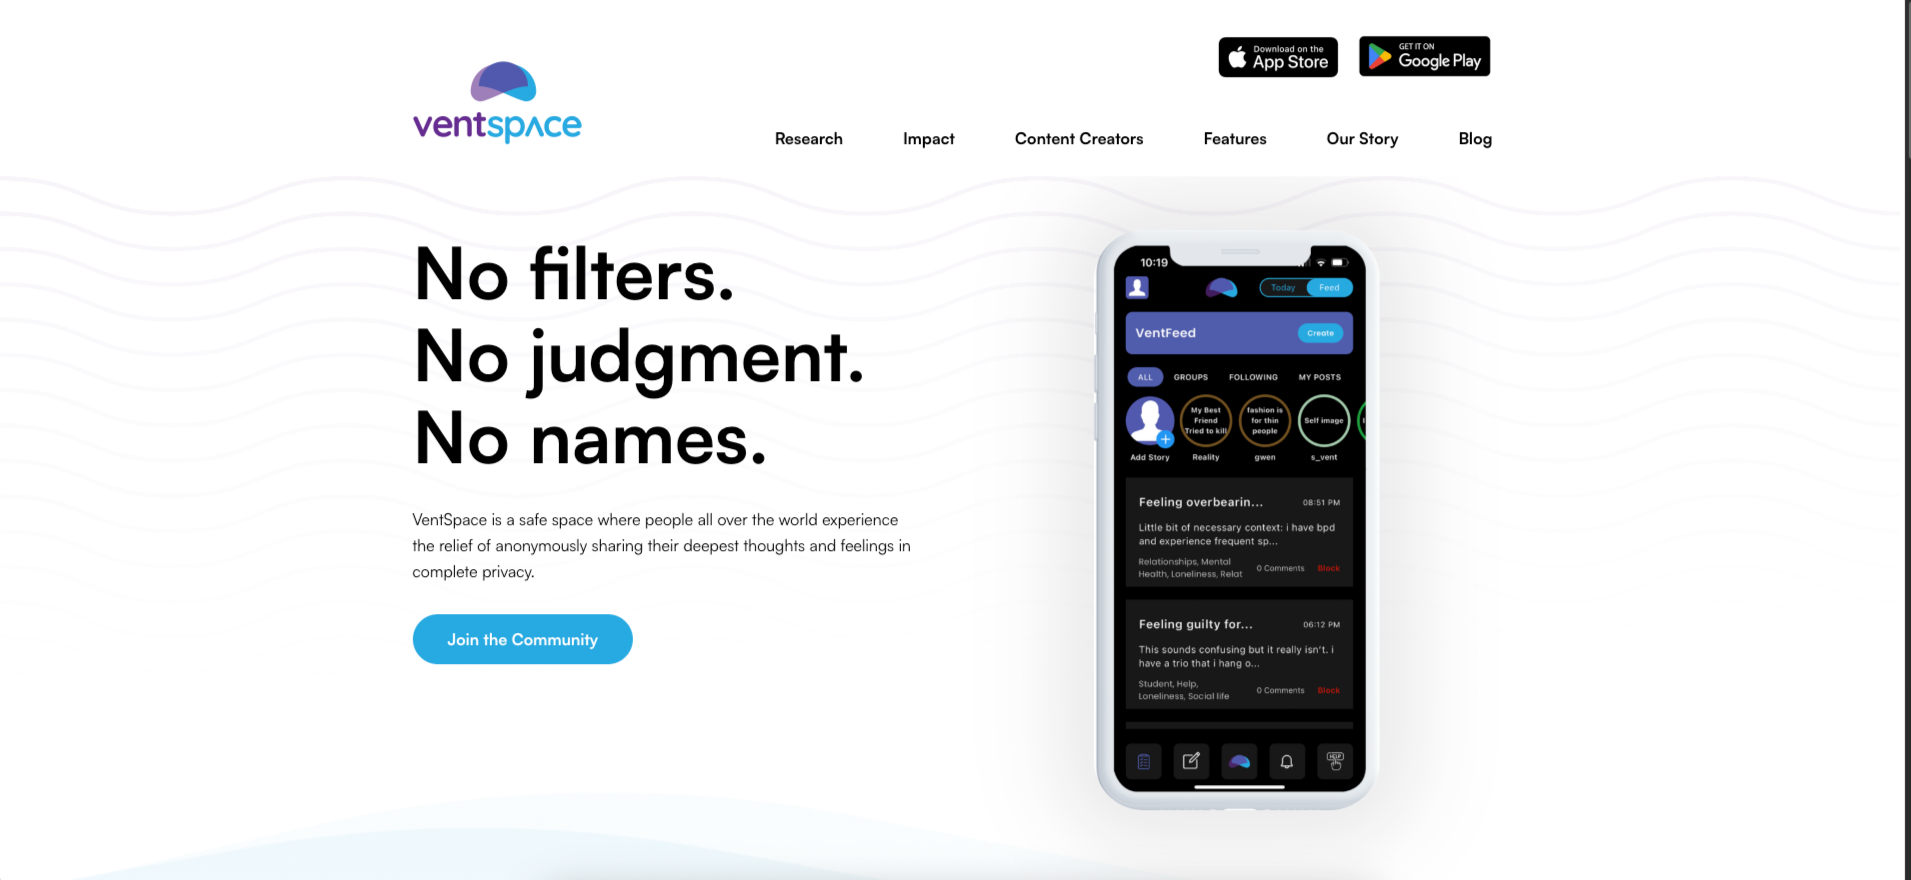 Download on the
App Store
GET IT ON
Google Play
ventspace
Research
Impact
Content Creators
Features
Our Story
Blog
No filters.
No judgment.
No names.
VentSpace is a safe space where people all over the world experience
the relief of anonymously sharing their deepest thoughts and feelings in
complete privacy.
Join the Community
10:19
Today
Feed
VentFeed
Create
ALL
GROUPS
FOLLOWING
MY POSTS
My Best
Friend
Tried to kill
fashion is
for thin
people
Self image
Add Story
Reality
gwen
s_vent
Feeling overbearin...
08:51 PM
Little bit of necessary context: i have bpd
and experience frequent sp...
Relationships, Mental
Health, Loneliness, Relat
0 Comments
Block
Feeling guilty for...
06:12 PM
This sounds confusing but it really isn't. i
have a trio that i hang o...
Student, Help,
Loneliness, Social life
0 Comments
Block
HELP